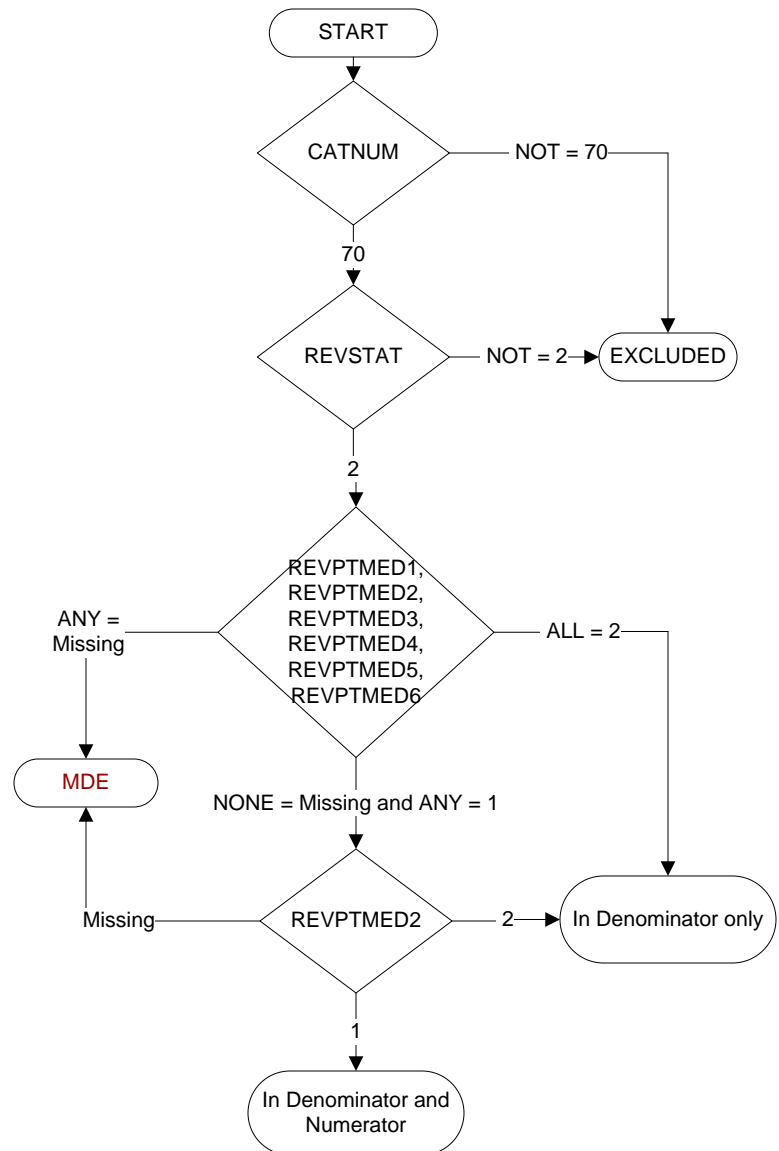 START
CATNUM
NOT = 70
70
REVSTAT
NOT = 2
EXCLUDED
2
REVPTMED1,
REVPTMED2,
REVPTMED3,
REVPTMED4,
REVPTMED5,
REVPTMED6
ANY =
Missing
ALL = 2
MDE
NONE = Missing and ANY = 1
Missing
REVPTMED2
2
In Denominator only
1
In Denominator and
Numerator